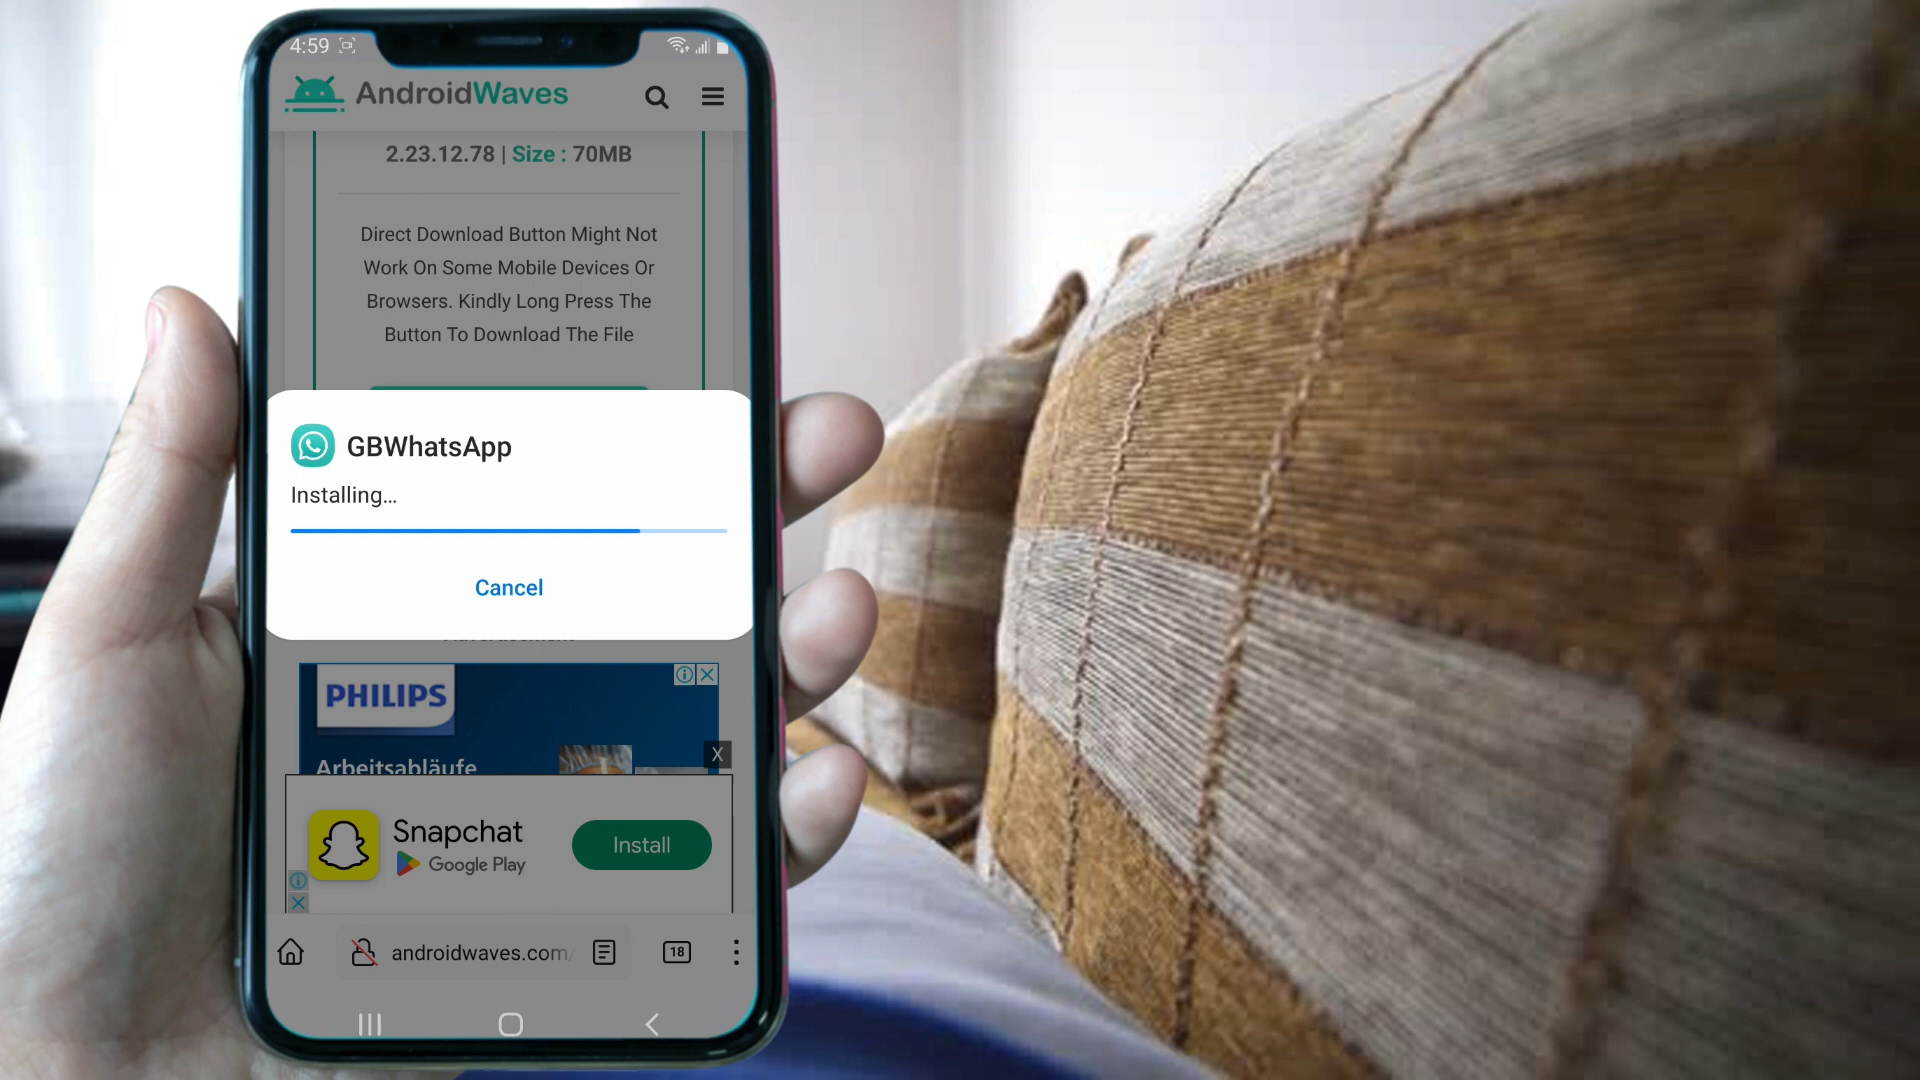 4:59
AndroidWaves
2.23.12.78 | Size : 70MB
Direct Download Button Might Not
Work On Some Mobile Devices Or
Browsers. Kindly Long Press The
Button To Download The File
GBWhatsApp
Installing...
Cancel
PHILIPS
Arbeitsabläufe
X
Snapchat
Google Play
Install
androidwaves.com/
18